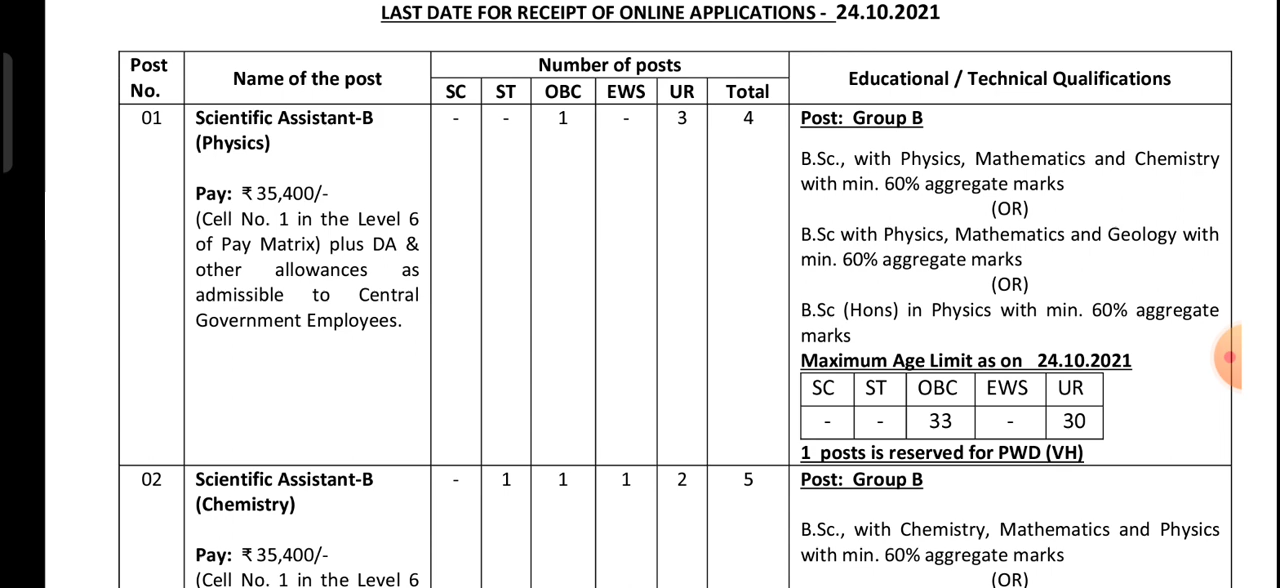 LAST DATE FOR RECEIPT OF ONLINE APPLICATIONS - 24.10.2021
Post No.
Name of the post
Number of posts
SC ST OBC EWS UR Total
Educational / Technical Qualifications
01
Scientific Assistant-B
(Physics)
Pay: ₹ 35,400/-
(Cell No. 1 in the Level 6
of Pay Matrix) plus DA &
other allowances as
admissible to Central
Government Employees.
- - 1 - 3 4
Post: Group B
B.Sc., with Physics, Mathematics and Chemistry
with min. 60% aggregate marks
(OR)
B.Sc with Physics, Mathematics and Geology with
min. 60% aggregate marks
(OR)
B.Sc (Hons) in Physics with min. 60% aggregate
marks
Maximum Age Limit as on 24.10.2021
SC ST OBC EWS UR
- - 33 - 30
1 posts is reserved for PWD (VH)
02
Scientific Assistant-B
(Chemistry)
Pay: ₹ 35,400/-
(Cell No. 1 in the Level 6
- 1 1 1 2 5
Post: Group B
B.Sc., with Chemistry, Mathematics and Physics
with min. 60% aggregate marks
(OR)